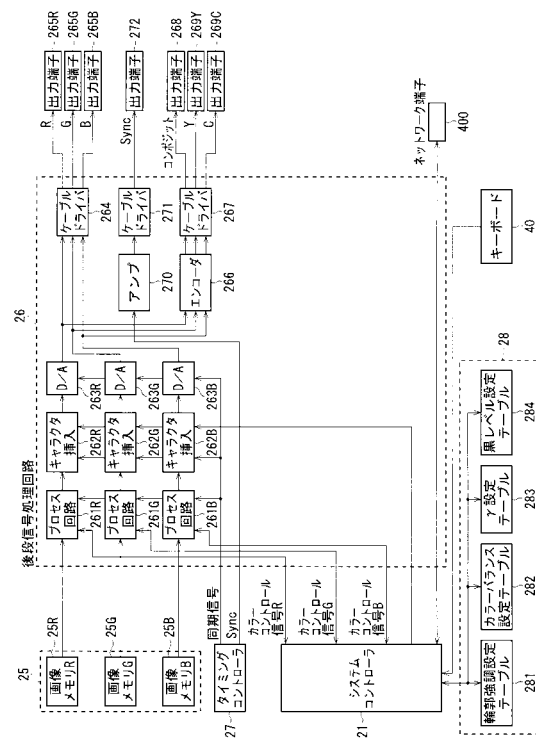 25
画像
メモリR
25R
画像
メモリG
25G
画像
メモリB
25B
後段信号処理回路
26
プロセス
回路
261R
プロセス
回路
261G
プロセス
回路
261B
キャラクタ
挿入
262R
キャラクタ
挿入
262G
キャラクタ
挿入
262B
D/A
263R
D/A
263G
D/A
263B
ケーブル
ドライバ
264
アンプ
270
ケーブル
ドライバ
271
エンコーダ
266
ケーブル
ドライバ
267
R
G
B
Sync
コンポジット
Y
C
出力端子
265R
出力端子
265G
出力端子
265B
出力端子
272
出力端子
268
出力端子
269Y
出力端子
269C
タイミング
コントローラ
27
同期信号
Sync
カラー
コントロール
信号R
カラー
コントロール
信号G
カラー
コントロール
信号B
システム
コントローラ
21
ネットワーク端子
400
キーボード
40
28
輪郭強調設定
テーブル
281
カラーバランス
設定テーブル
282
γ設定
テーブル
283
黒レベル設定
テーブル
284